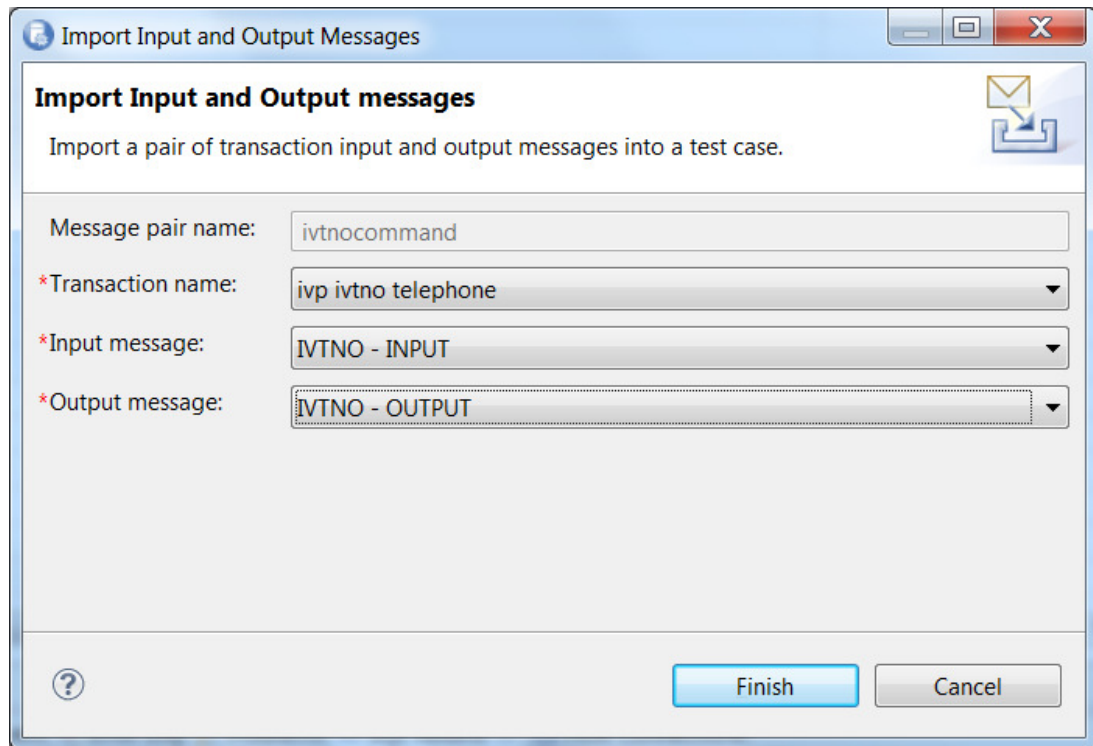 Import Input and Output Messages
Import Input and Output messages
Import a pair of transaction input and output messages into a test case.
Message pair name: ivtnocommand
*Transaction name: ivp ivtno telephone
*Input message: IVTNO - INPUT
*Output message: IVTNO - OUTPUT
Finish Cancel